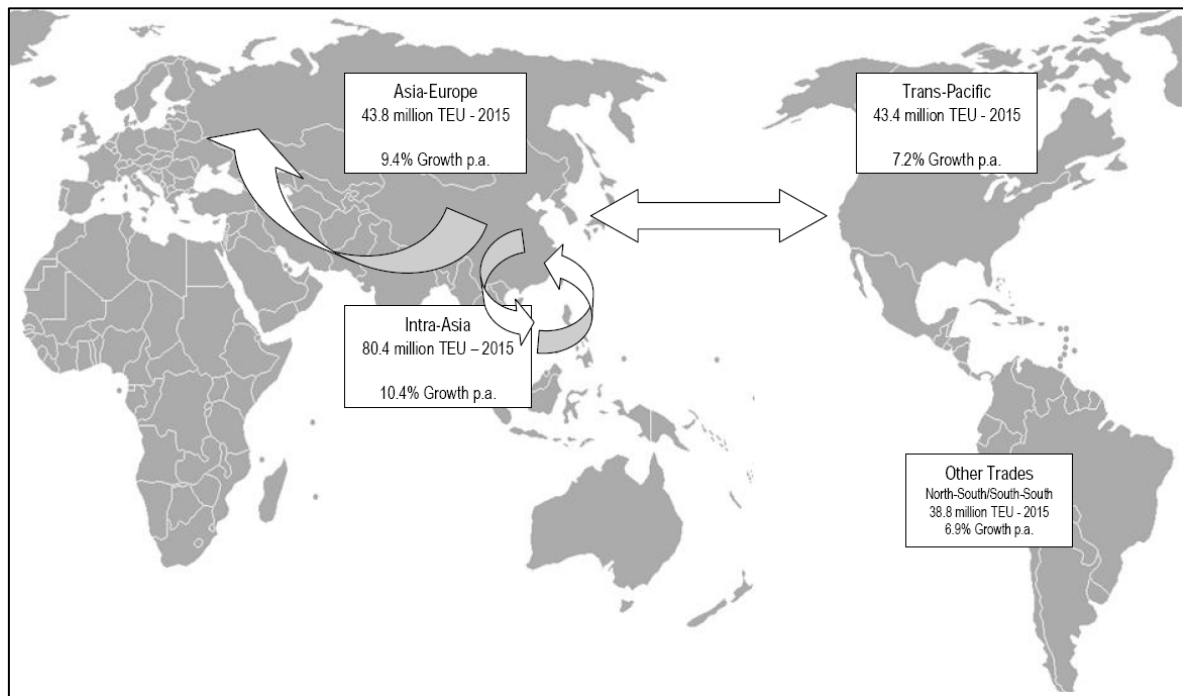 Asia-Europe
43.8 million TEU - 2015
9.4% Growth p.a.
Trans-Pacific
43.4 million TEU - 2015
7.2% Growth p.a.
Intra-Asia
80.4 million TEU – 2015
10.4% Growth p.a.
Other Trades
North-South/South-South
38.8 million TEU - 2015
6.9% Growth p.a.